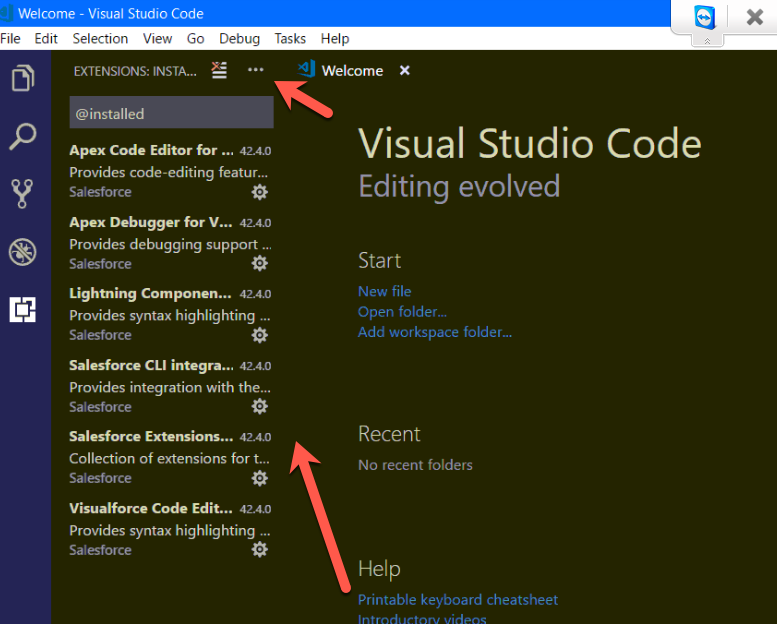 Welcome - Visual Studio Code
File Edit Selection View Go Debug Tasks Help
EXTENSIONS: INSTA... ···
Welcome ×
@installed
Apex Code Editor for ... 42.4.0
Provides code-editing featur...
Salesforce
Apex Debugger for V... 42.4.0
Provides debugging support ...
Salesforce
Lightning Componen... 42.4.0
Provides syntax highlighting ...
Salesforce
Salesforce CLI integra... 42.4.0
Provides integration with the...
Salesforce
Salesforce Extensions... 42.4.0
Collection of extensions for t...
Salesforce
Visualforce Code Edit... 42.4.0
Provides syntax highlighting ...
Salesforce
Visual Studio Code
Editing evolved
Start
New file
Open folder...
Add workspace folder...
Recent
No recent folders
Help
Printable keyboard cheatsheet
Introductory videos